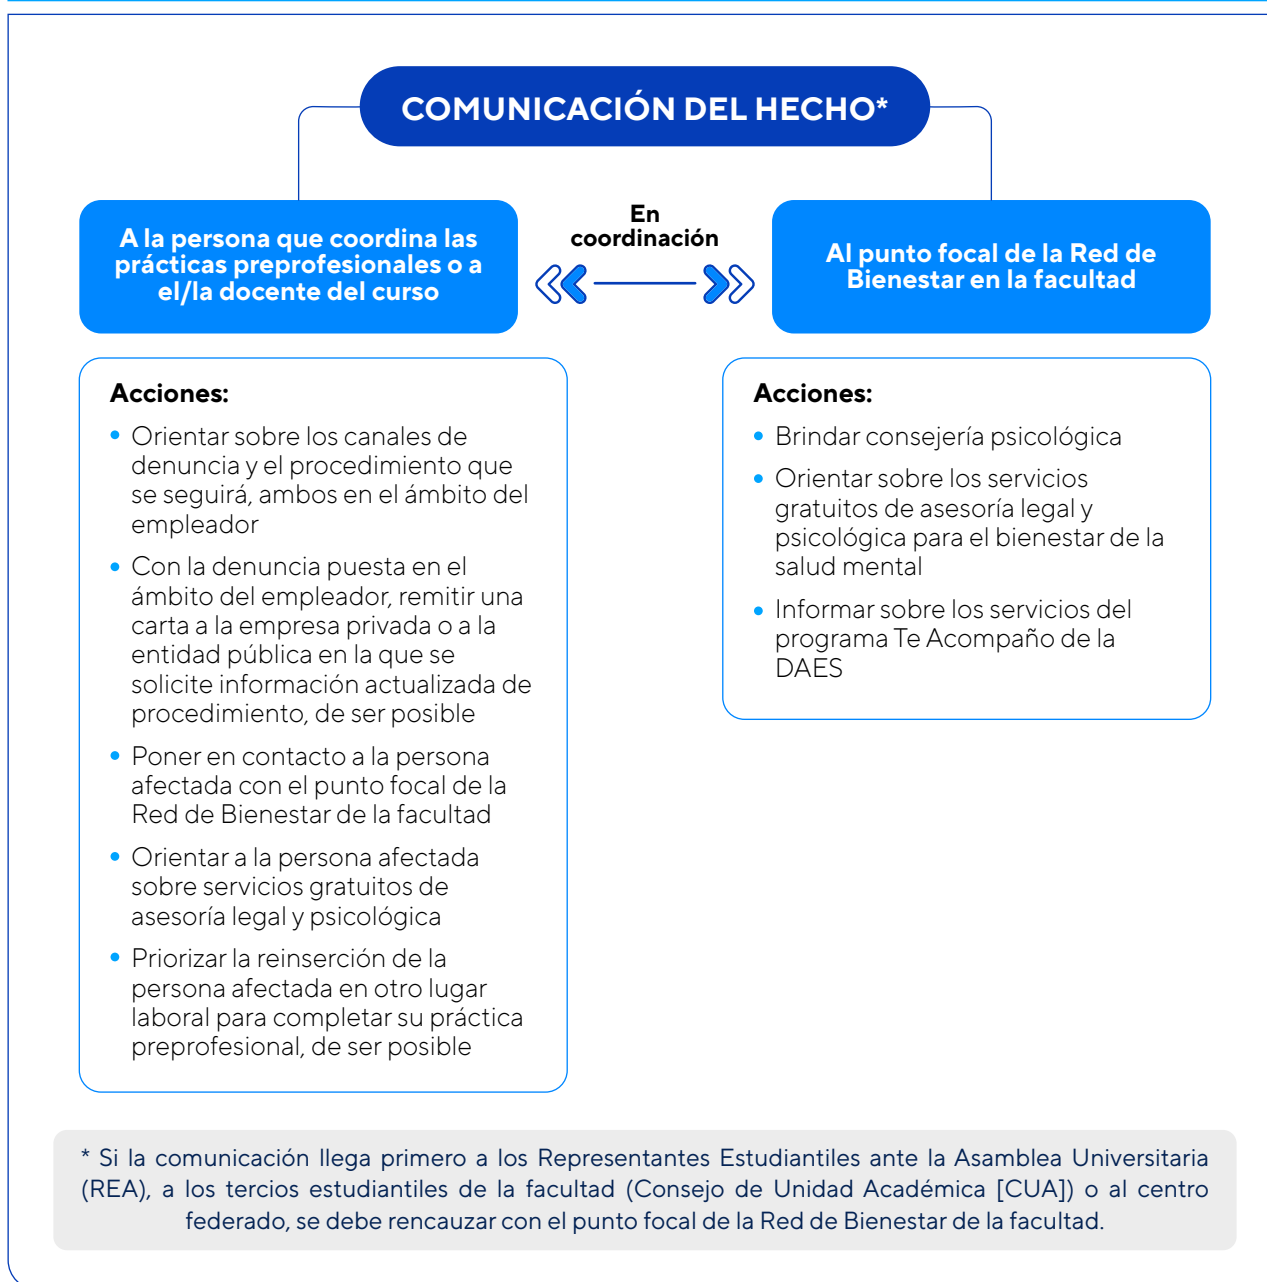 COMUNICACIÓN DEL HECHO*
A la persona que coordina las
prácticas preprofesionales o a
el/la docente del curso
En
coordinación
Al punto focal de la Red de
Bienestar en la facultad
Acciones:
• Orientar sobre los canales de
denuncia y el procedimiento que
se seguirá, ambos en el ámbito del
empleador
• Con la denuncia puesta en el
ámbito del empleador, remitir una
carta a la empresa privada o a la
entidad pública en la que se
solicite información actualizada de
procedimiento, de ser posible
• Poner en contacto a la persona
afectada con el punto focal de la
Red de Bienestar de la facultad
• Orientar a la persona afectada
sobre servicios gratuitos de
asesoría legal y psicológica
• Priorizar la reinserción de la
persona afectada en otro lugar
laboral para completar su práctica
preprofesional, de ser posible
Acciones:
• Brindar consejería psicológica
• Orientar sobre los servicios
gratuitos de asesoría legal y
psicológica para el bienestar de la
salud mental
• Informar sobre los servicios del
programa Te Acompaño de la
DAES
* Si la comunicación llega primero a los Representantes Estudiantiles ante la Asamblea Universitaria
(REA), a los tercios estudiantiles de la facultad (Consejo de Unidad Académica [CUA]) o al centro
federado, se debe rencauzar con el punto focal de la Red de Bienestar de la facultad.